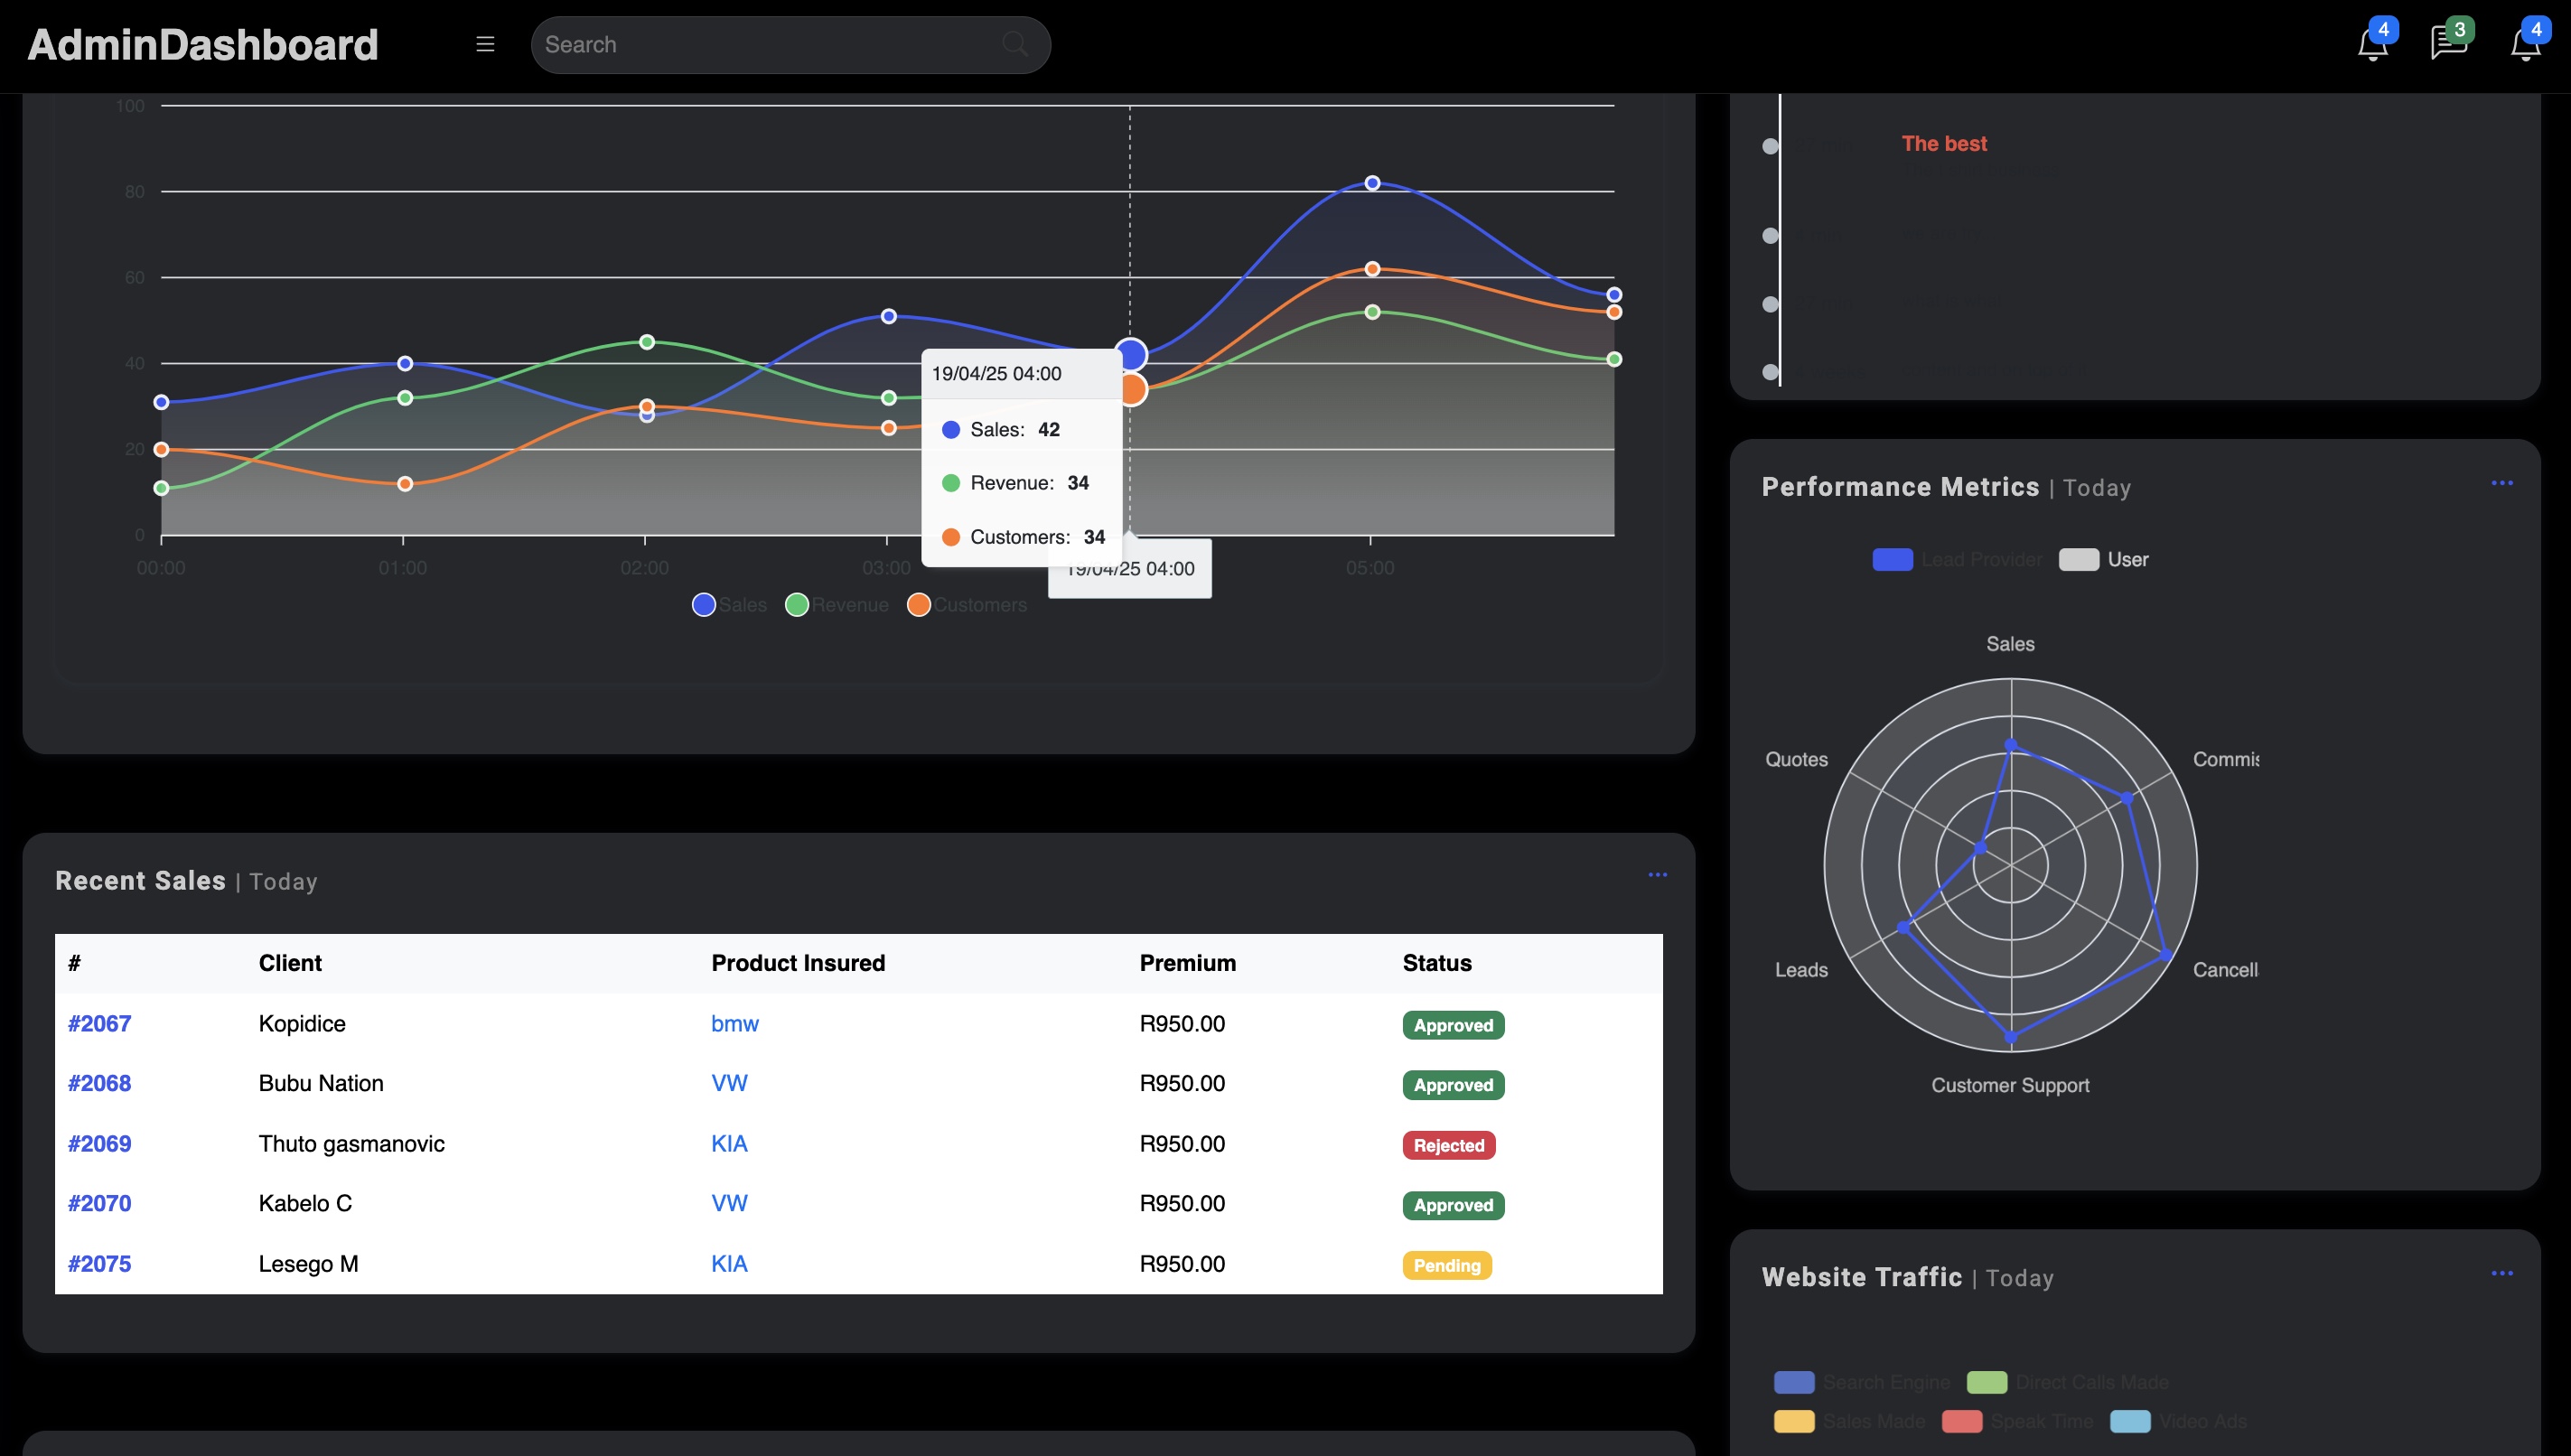 AdminDashboard
Search
4
3
4
100
80
60
40
20
0
00:00
01:00
02:00
03:00
05:00
19/04/25 04:00
Sales: 42
Revenue: 34
Customers: 34
19/04/25 04:00
Sales
Revenue
Customers
The best
Performance Metrics | Today
Lead Provider
User
Sales
Quotes
Commis
Leads
Cancell
Customer Support
Recent Sales | Today
# Client Product Insured Premium Status
#2067 Kopidice bmw R950.00 Approved
#2068 Bubu Nation VW R950.00 Approved
#2069 Thuto gasmanovic KIA R950.00 Rejected
#2070 Kabelo C VW R950.00 Approved
#2075 Lesego M KIA R950.00 Pending
Website Traffic | Today
Search Engine Direct Calls Made
Sales Made Speak Time Video Ads